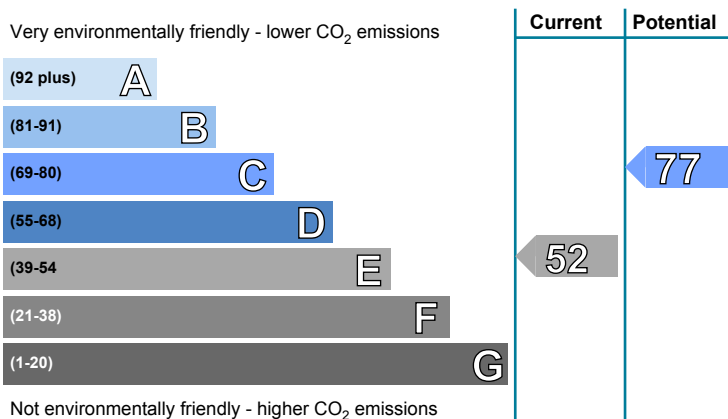 Very environmentally friendly - lower CO₂ emissions
Current
Potential
(92 plus) A
(81-91) B
(69-80) C
77
(55-68) D
(39-54 E
52
(21-38) F
(1-20) G
Not environmentally friendly - higher CO₂ emissions